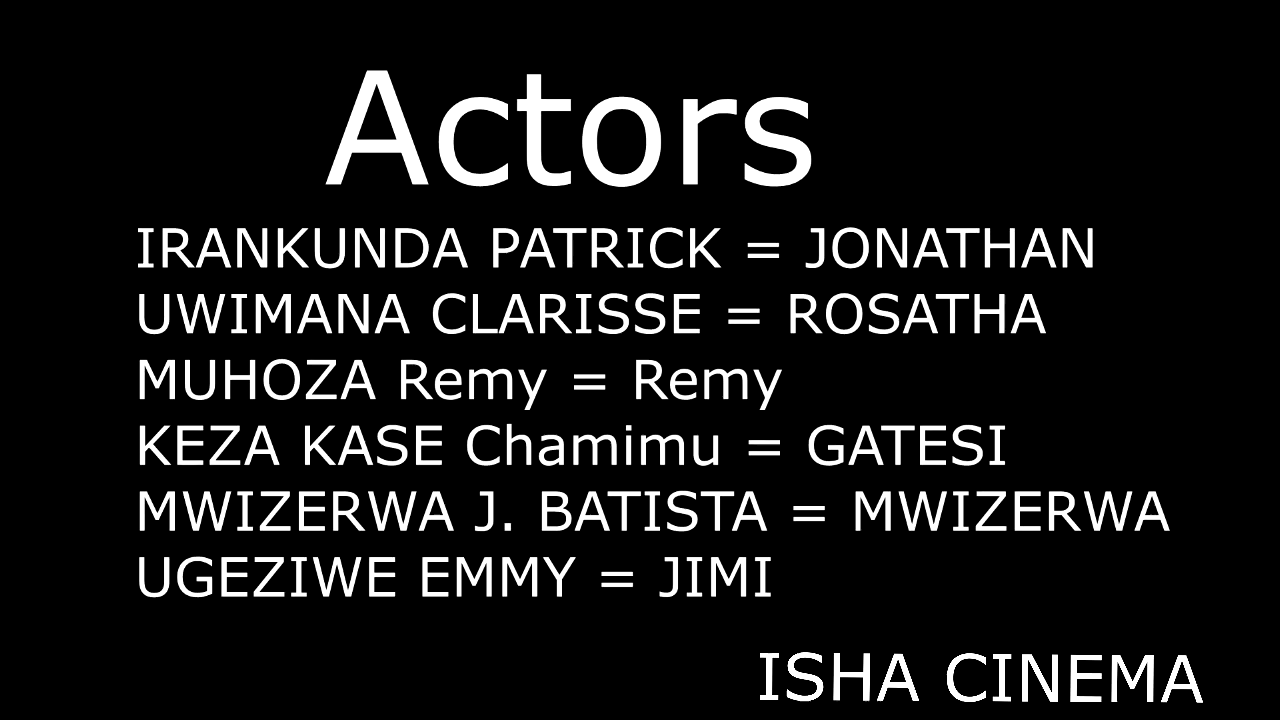 Actors
IRANKUNDA PATRICK = JONATHAN
UWIMANA CLARISSE = ROSATHA
MUHOZA Remy = Remy
KEZA KASE Chamimu = GATESI
MWIZERWA J. BATISTA = MWIZERWA
UGEZIWE EMMY = JIMI
ISHA CINEMA